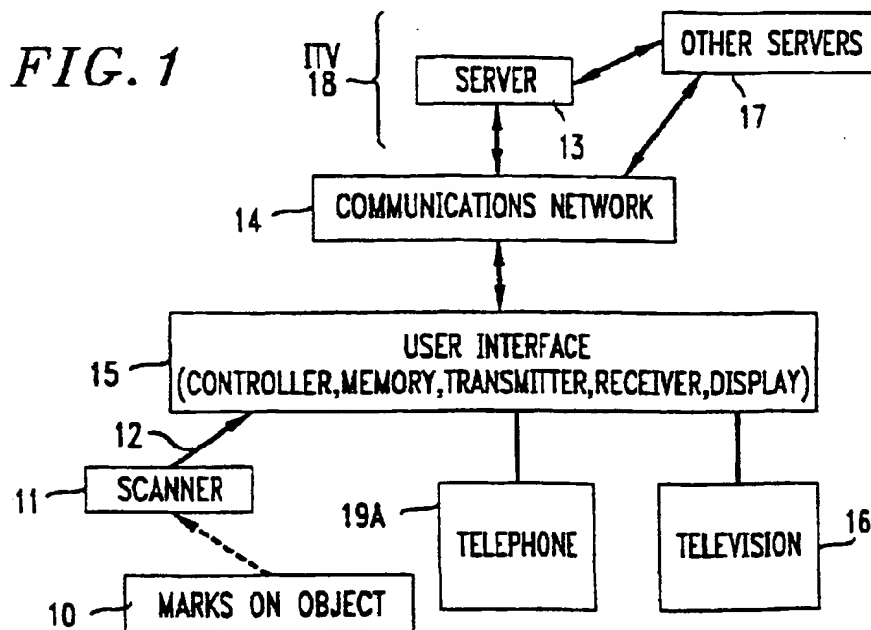 FIG. 1
ITV
18
SERVER
13
OTHER SERVERS
17
14
COMMUNICATIONS NETWORK
15
USER INTERFACE
(CONTROLLER,MEMORY,TRANSMITTER,RECEIVER,DISPLAY)
12
11
SCANNER
19A
TELEPHONE
TELEVISION
16
10
MARKS ON OBJECT